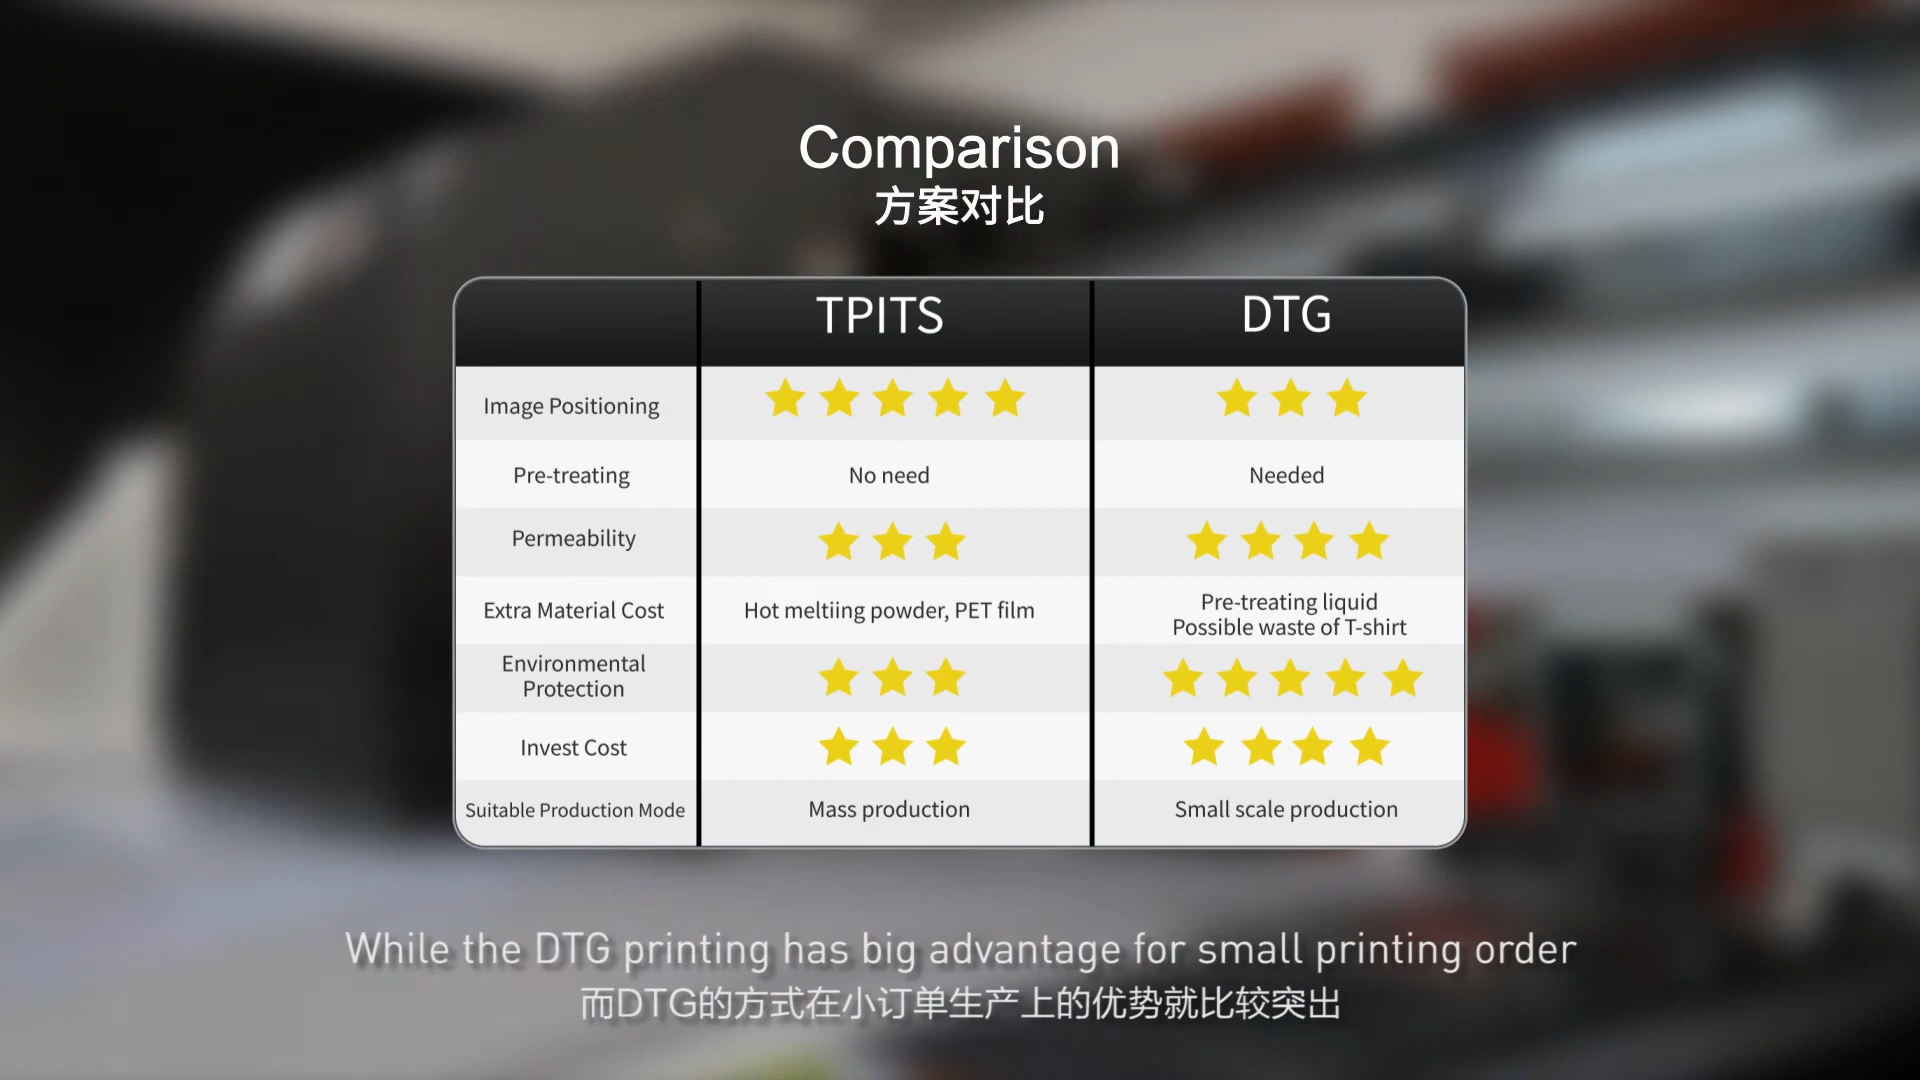 Comparison
方案对比
TPITS
DTG
Image Positioning
Pre-treating
No need
Needed
Permeability
Extra Material Cost
Hot meltiing powder, PET film
Pre-treating liquid
Possible waste of T-shirt
Environmental
Protection
Invest Cost
Suitable Production Mode
Mass production
Small scale production
While the DTG printing has big advantage for small printing order
而DTG的方式在小订单生产上的优势就比较突出